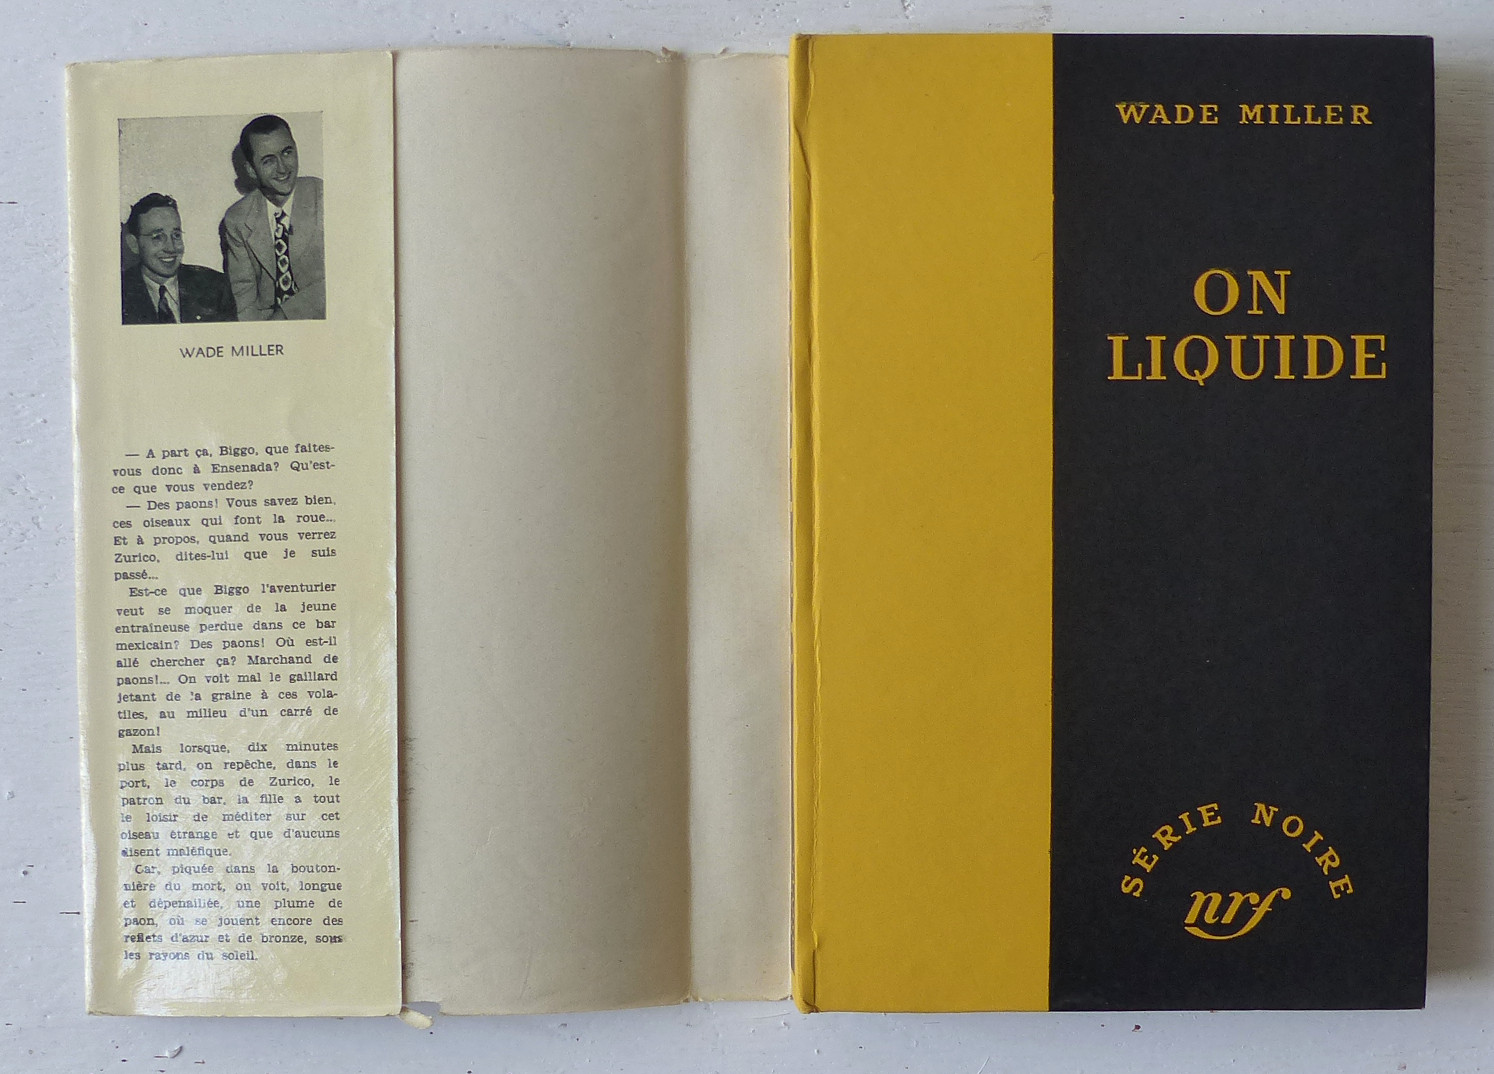 WADE MILLER
— A part ça, Biggo, que faites-
vous donc à Ensenada? Qu'est-
ce que vous vendez?
— Des paons! Vous savez bien,
ces oiseaux qui font la roue...
Et à propos, quand vous verrez
Zurico, dites-lui que je suis
passé...
Est-ce que Biggo l'aventurier
veut se moquer de la jeune
entraîneuse perdue dans ce bar
mexicain? Des paons! Où est-il
allé chercher ça? Marchand de
paons!... On voit mal le gaillard
jetant de la graine à ces vola-
tiles, au milieu d'un carré de
gazon!
Mais lorsque, dix minutes
plus tard, on repêche, dans le
port, le corps de Zurico, le
patron du bar, la fille a tout
le loisir de méditer sur cet
oiseau étrange et que d'aucuns
disent maléfique.
Car, piquée dans la bouton-
nière du mort, on voit, longue
et dépenaillée, une plume de
paon, où se jouent encore des
reflets d'azur et de bronze, sous
les rayons du soleil.
WADE MILLER
ON
LIQUIDE
SÉRIE NOIRE
nrf